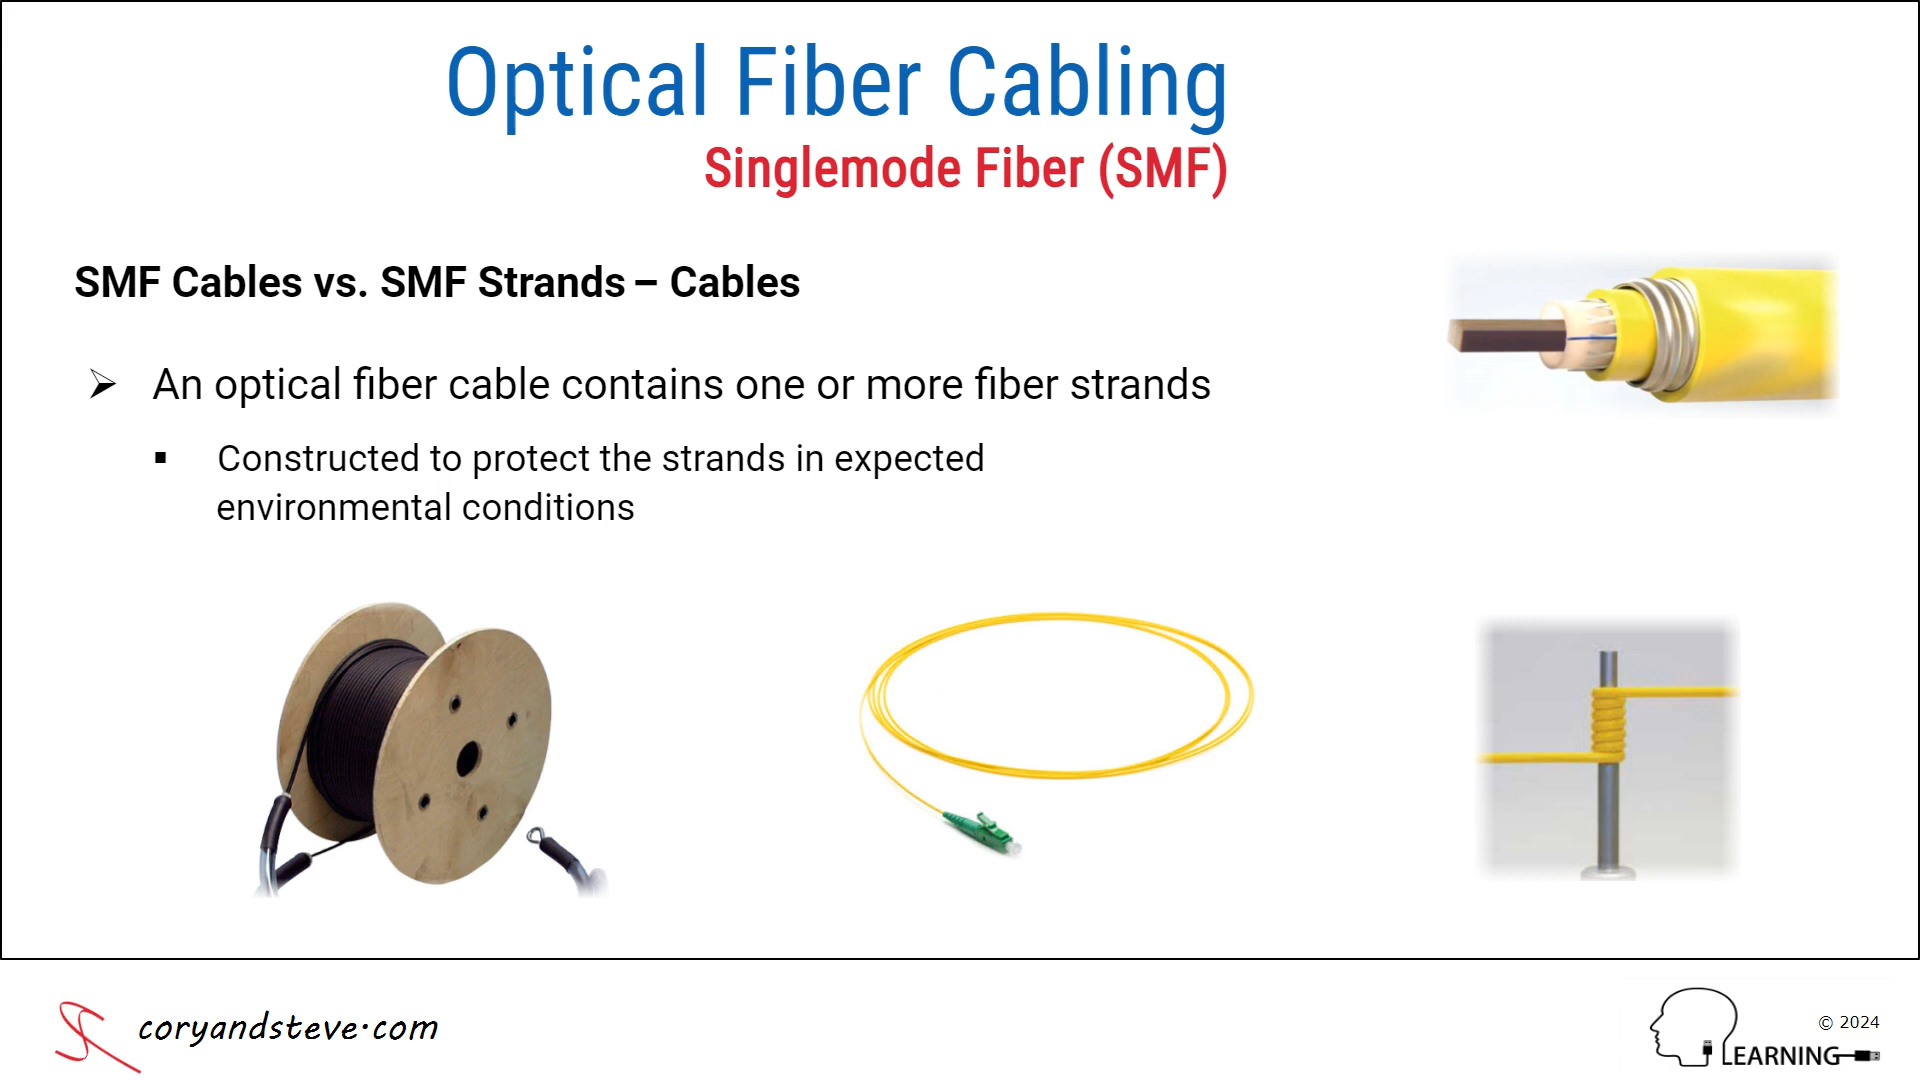 Optical Fiber Cabling
Singlemode Fiber (SMF)
SMF Cables vs. SMF Strands – Cables
➢ An optical fiber cable contains one or more fiber strands
▪ Constructed to protect the strands in expected
environmental conditions
coryandsteve.com
© 2024
LEARNING